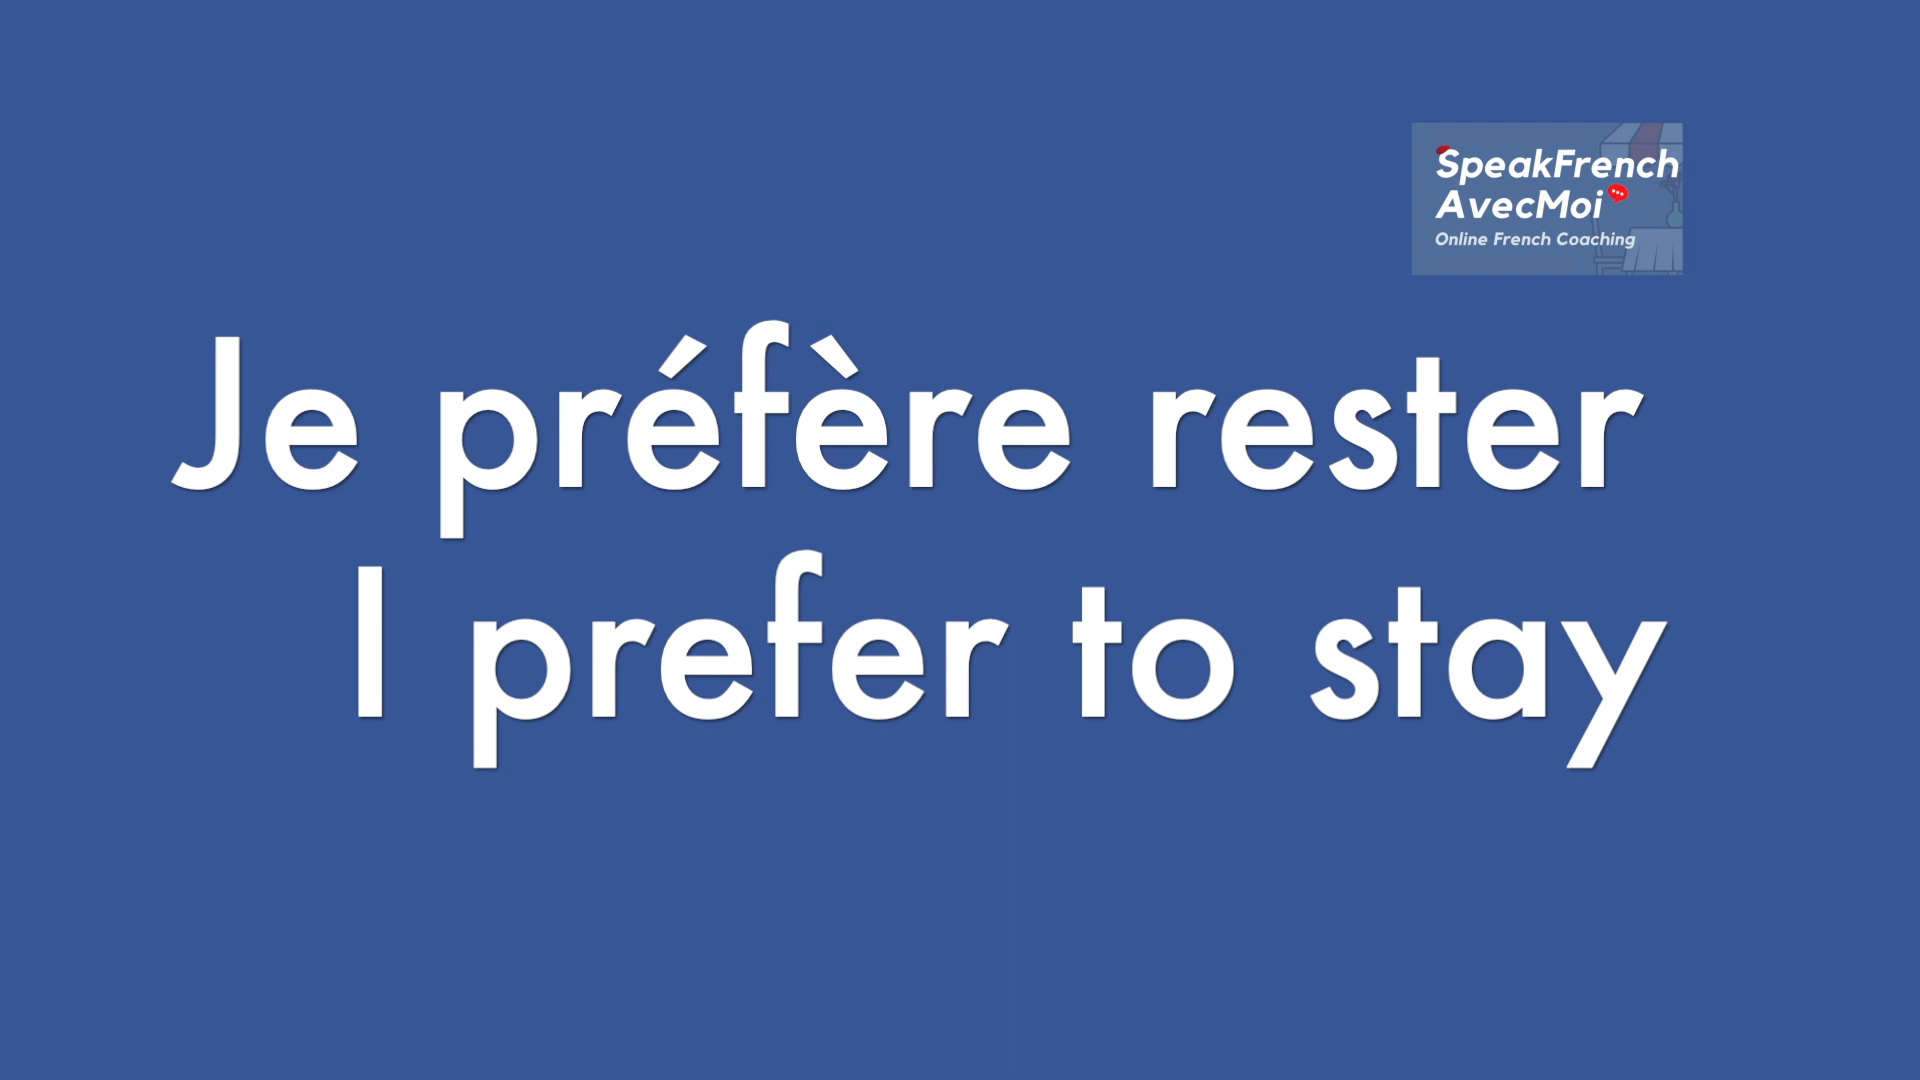 SpeakFrench
AvecMoi
Online French Coaching
Je préfère rester
I prefer to stay